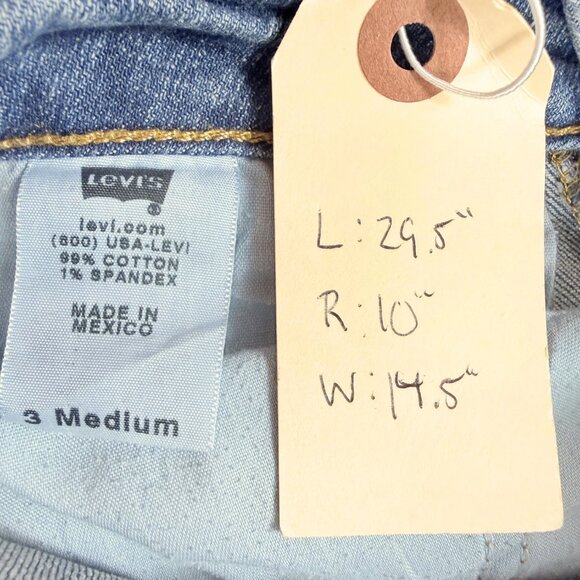 LEVI'S
®
levi.com
(800) USA-LEVI
99% COTTON
1% SPANDEX
MADE IN
MEXICO
3 Medium
L: 29.5"
R: 10"
W: 14.5"